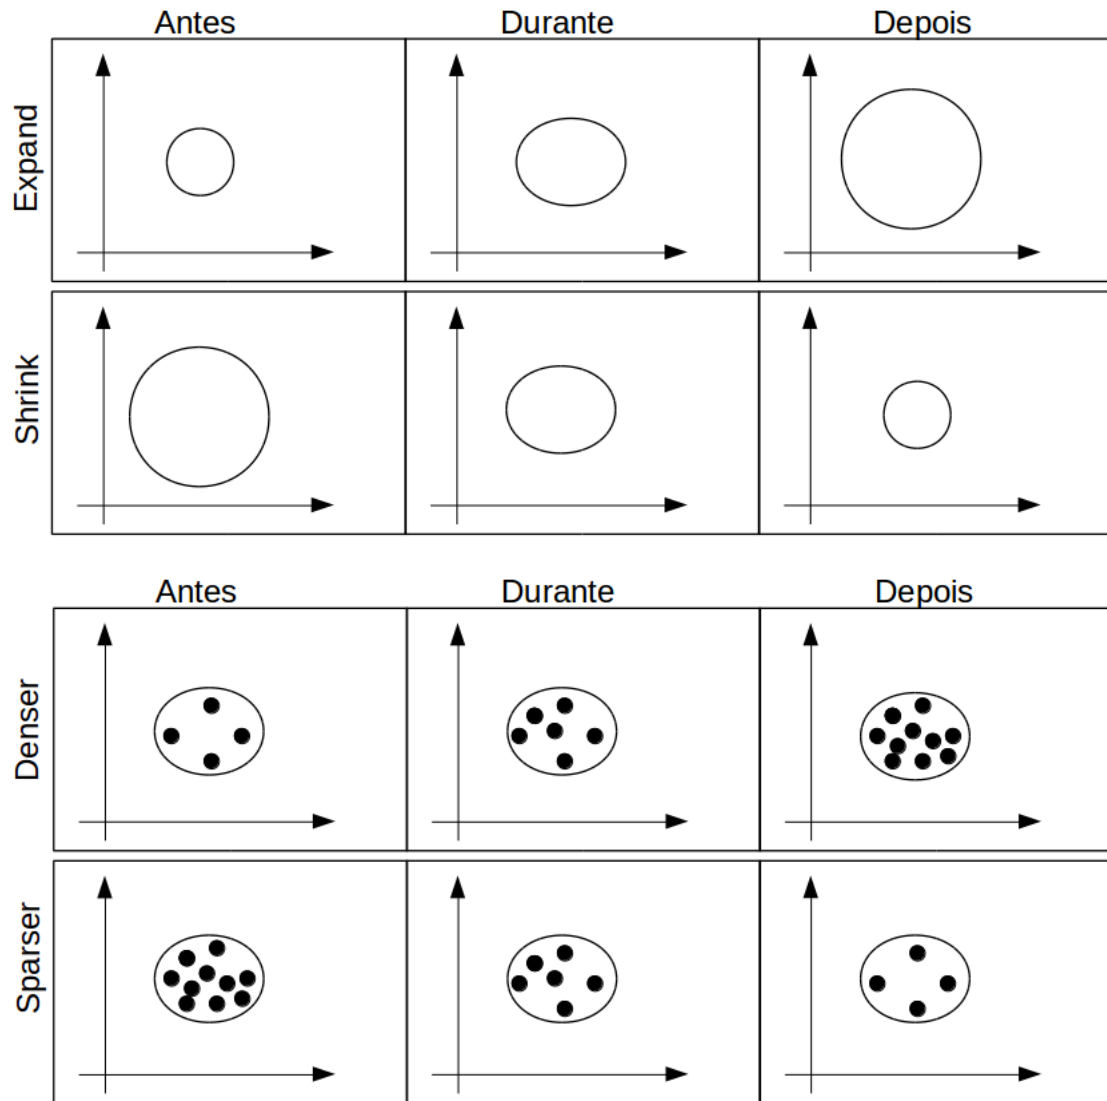 Antes Durante Depois
Expand
Shrink
Antes Durante Depois
Denser
Sparser